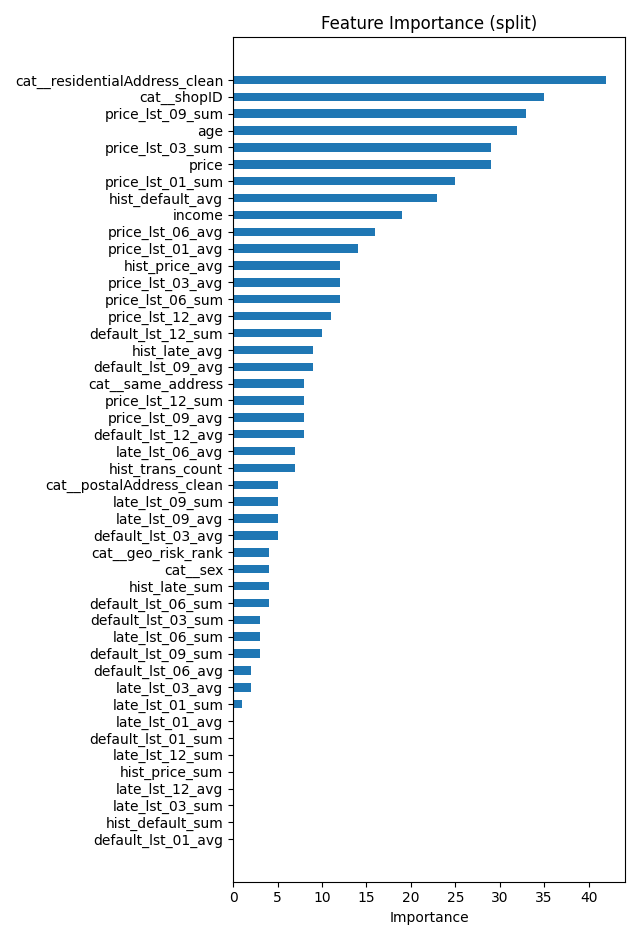 Feature Importance (split)
cat__residentialAddress_clean
cat__shopID
price_lst_09_sum
age
price_lst_03_sum
price
price_lst_01_sum
hist_default_avg
income
price_lst_06_avg
price_lst_01_avg
hist_price_avg
price_lst_03_avg
price_lst_06_sum
price_lst_12_avg
default_lst_12_sum
hist_late_avg
default_lst_09_avg
cat__same_address
price_lst_12_sum
price_lst_09_avg
default_lst_12_avg
late_lst_06_avg
hist_trans_count
cat__postalAddress_clean
late_lst_09_sum
late_lst_09_avg
default_lst_03_avg
cat__geo_risk_rank
cat__sex
hist_late_sum
default_lst_06_sum
default_lst_03_sum
late_lst_06_sum
default_lst_09_sum
default_lst_06_avg
late_lst_03_avg
late_lst_01_sum
late_lst_01_avg
default_lst_01_sum
late_lst_12_sum
hist_price_sum
late_lst_12_avg
late_lst_03_sum
hist_default_sum
default_lst_01_avg
0 5 10 15 20 25 30 35 40
Importance